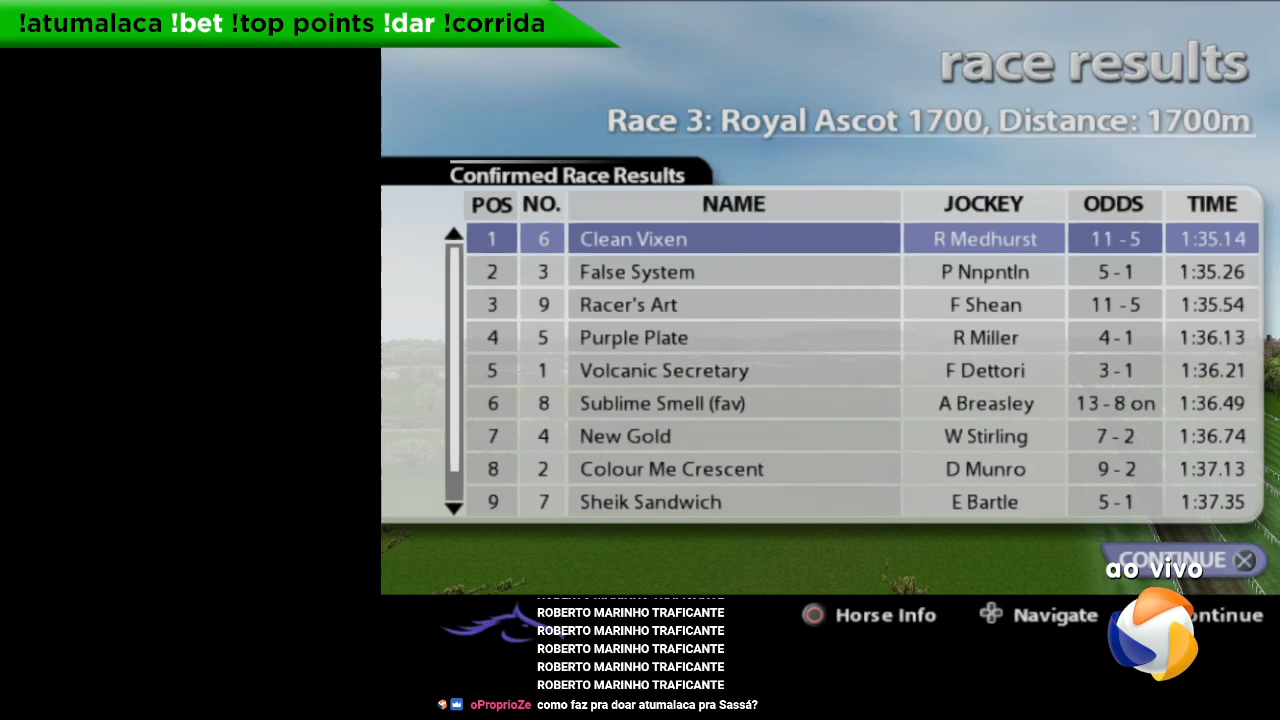 !atumalaca !bet !top points !dar !corrida
race results
Race 3: Royal Ascot 1700, Distance: 1700m
Confirmed Race Results
POS NO. NAME JOCKEY ODDS TIME
1 6 Clean Vixen R Medhurst 11 - 5 1:35.14
2 3 False System P Nnpntln 5 - 1 1:35.26
3 9 Racer's Art F Shean 11 - 5 1:35.54
4 5 Purple Plate R Miller 4 - 1 1:36.13
5 1 Volcanic Secretary F Dettori 3 - 1 1:36.21
6 8 Sublime Smell (fav) A Breasley 13 - 8 on 1:36.49
7 4 New Gold W Stirling 7 - 2 1:36.74
8 2 Colour Me Crescent D Munro 9 - 2 1:37.13
9 7 Sheik Sandwich E Bartle 5 - 1 1:37.35
CONTINUE
ao vivo
Horse Info Navigate ontinue
ROBERTO MARINHO TRAFICANTE
ROBERTO MARINHO TRAFICANTE
ROBERTO MARINHO TRAFICANTE
ROBERTO MARINHO TRAFICANTE
ROBERTO MARINHO TRAFICANTE
ROBERTO MARINHO TRAFICANTE
oProprioZe como faz pra doar atumalaca pra Sassá?